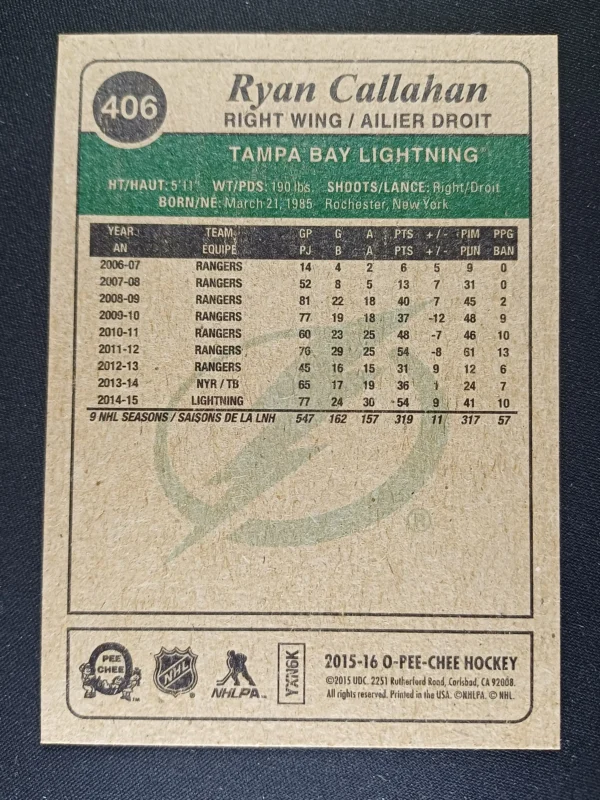 406
Ryan Callahan
RIGHT WING / AILIER DROIT
TAMPA BAY LIGHTNING
HT/HAUT: 5'11" WT/PDS: 190 lbs. SHOOTS/LANCE: Right/Droit
BORN/NÉ: March 21, 1985 Rochester, New York
YEAR TEAM GP G A PTS +/- PIM PPG
AN ÉQUIPE PJ B A PTS +/- PUN BAN
2006-07 RANGERS 14 4 2 6 5 9 0
2007-08 RANGERS 52 8 5 13 7 31 0
2008-09 RANGERS 81 22 18 40 7 45 2
2009-10 RANGERS 77 19 18 37 -12 48 9
2010-11 RANGERS 60 23 25 48 -7 46 10
2011-12 RANGERS 76 29 25 54 -8 61 13
2012-13 RANGERS 45 16 15 31 9 12 6
2013-14 NYR / TB 65 17 19 36 1 24 7
2014-15 LIGHTNING 77 24 30 54 9 41 10
9 NHL SEASONS / SAISONS DE LA LNH 547 162 157 319 11 317 57
®
PEE CHEE
NHL
NHLPA
YXN6K
2015-16 O-PEE-CHEE HOCKEY
©2015 UDC. 2251 Rutherford Road, Carlsbad, CA 92008.
All rights reserved. Printed in the USA. ©NHLPA. © NHL.